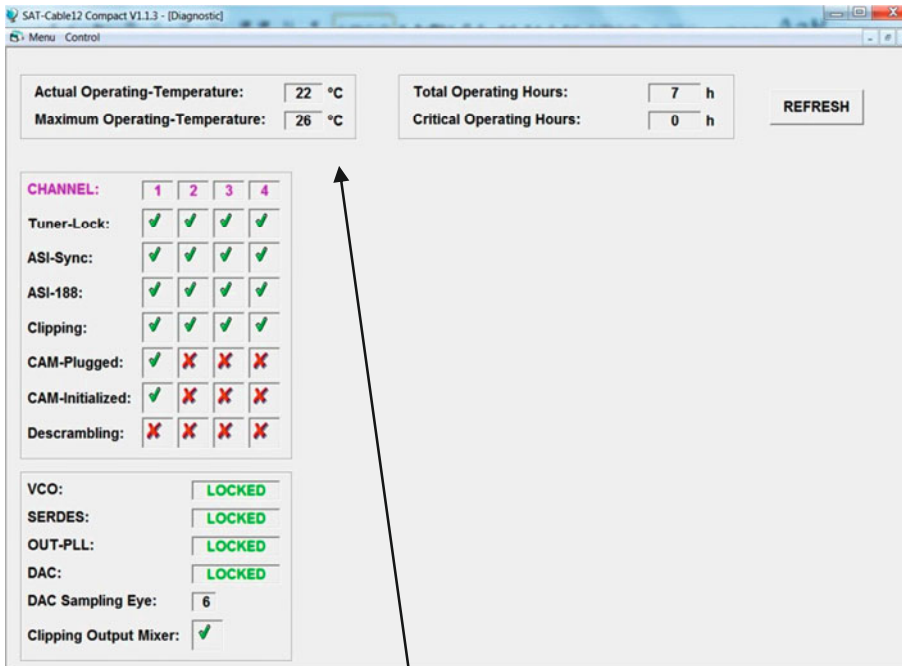 SAT-Cable12 Compact V1.1.3 - [Diagnostic]
Menu Control
Actual Operating-Temperature: 22 °C
Maximum Operating-Temperature: 26 °C
Total Operating Hours: 7 h
Critical Operating Hours: 0 h
REFRESH
CHANNEL: 1 2 3 4
Tuner-Lock:
ASI-Sync:
ASI-188:
Clipping:
CAM-Plugged:
CAM-Initialized:
Descrambling:
VCO: LOCKED
SERDES: LOCKED
OUT-PLL: LOCKED
DAC: LOCKED
DAC Sampling Eye: 6
Clipping Output Mixer: